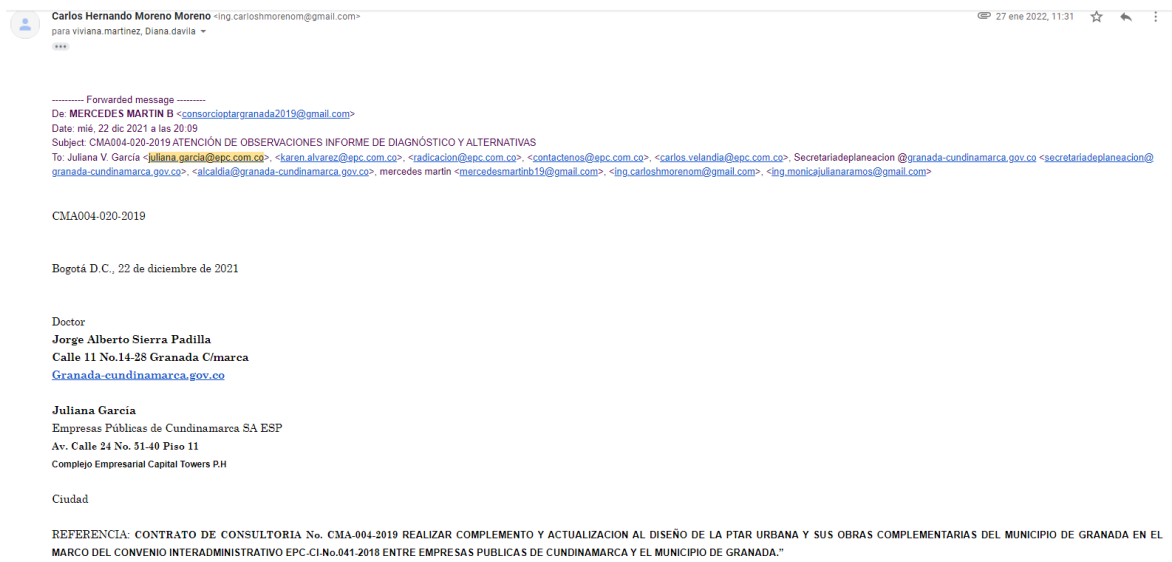 Carlos Hernando Moreno Moreno <ing.carloshmorenom@gmail.com>
27 ene 2022, 11:31
para viviana.martinez, Diana.davila
---------- Forwarded message ---------
De: MERCEDES MARTIN B <consorcioptargranada2019@gmail.com>
Date: mié, 22 dic 2021 a las 20:09
Subject: CMA004-020-2019 ATENCIÓN DE OBSERVACIONES INFORME DE DIAGNÓSTICO Y ALTERNATIVAS
To: Juliana V. García <juliana.garcia@epc.com.co>, <karen.alvarez@epc.com.co>, <radicacion@epc.com.co>, <contactenos@epc.com.co>, <carlos.velandia@epc.com.co>, Secretariadeplaneacion @granada-cundinamarca.gov.co <secretariadeplaneacion@
granada-cundinamarca.gov.co>, <alcaldia@granada-cundinamarca.gov.co>, mercedes martin <mercedesmartinb19@gmail.com>, <ing.carloshmorenom@gmail.com>, <ing.monicajulianaramos@gmail.com>
CMA004-020-2019
Bogotá D.C., 22 de diciembre de 2021
Doctor
Jorge Alberto Sierra Padilla
Calle 11 No.14-28 Granada C/marca
Granada-cundinamarca.gov.co
Juliana García
Empresas Públicas de Cundinamarca SA ESP
Av. Calle 24 No. 51-40 Piso 11
Complejo Empresarial Capital Towers P.H
Ciudad
REFERENCIA: CONTRATO DE CONSULTORIA No. CMA-004-2019 REALIZAR COMPLEMENTO Y ACTUALIZACION AL DISEÑO DE LA PTAR URBANA Y SUS OBRAS COMPLEMENTARIAS DEL MUNICIPIO DE GRANADA EN EL
MARCO DEL CONVENIO INTERADMINISTRATIVO EPC-CI-No.041-2018 ENTRE EMPRESAS PUBLICAS DE CUNDINAMARCA Y EL MUNICIPIO DE GRANADA.”